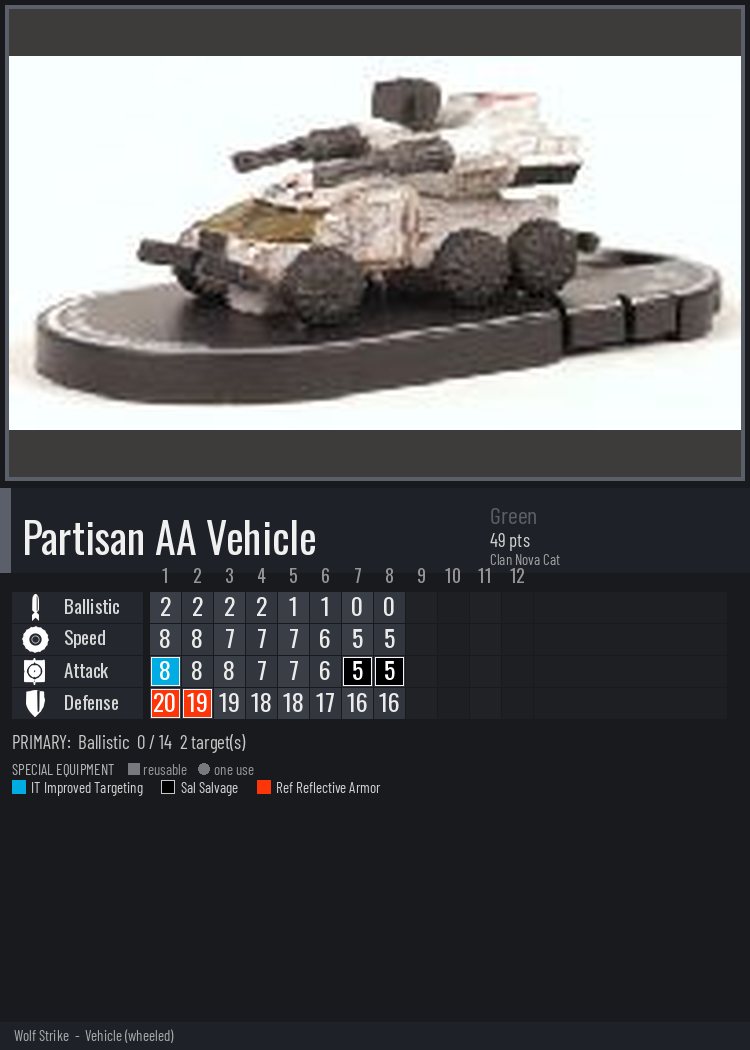 Partisan AA Vehicle
Green
49 pts
Clan Nova Cat
1 2 3 4 5 6 7 8 9 10 11 12
Ballistic 2 2 2 2 1 1 0 0
Speed 8 8 7 7 7 6 5 5
Attack 8 8 8 7 7 6 5 5
Defense 20 19 19 18 18 17 16 16
PRIMARY: Ballistic 0 / 14 2 target(s)
SPECIAL EQUIPMENT reusable one use
IT Improved Targeting Sal Salvage Ref Reflective Armor
Wolf Strike - Vehicle (wheeled)